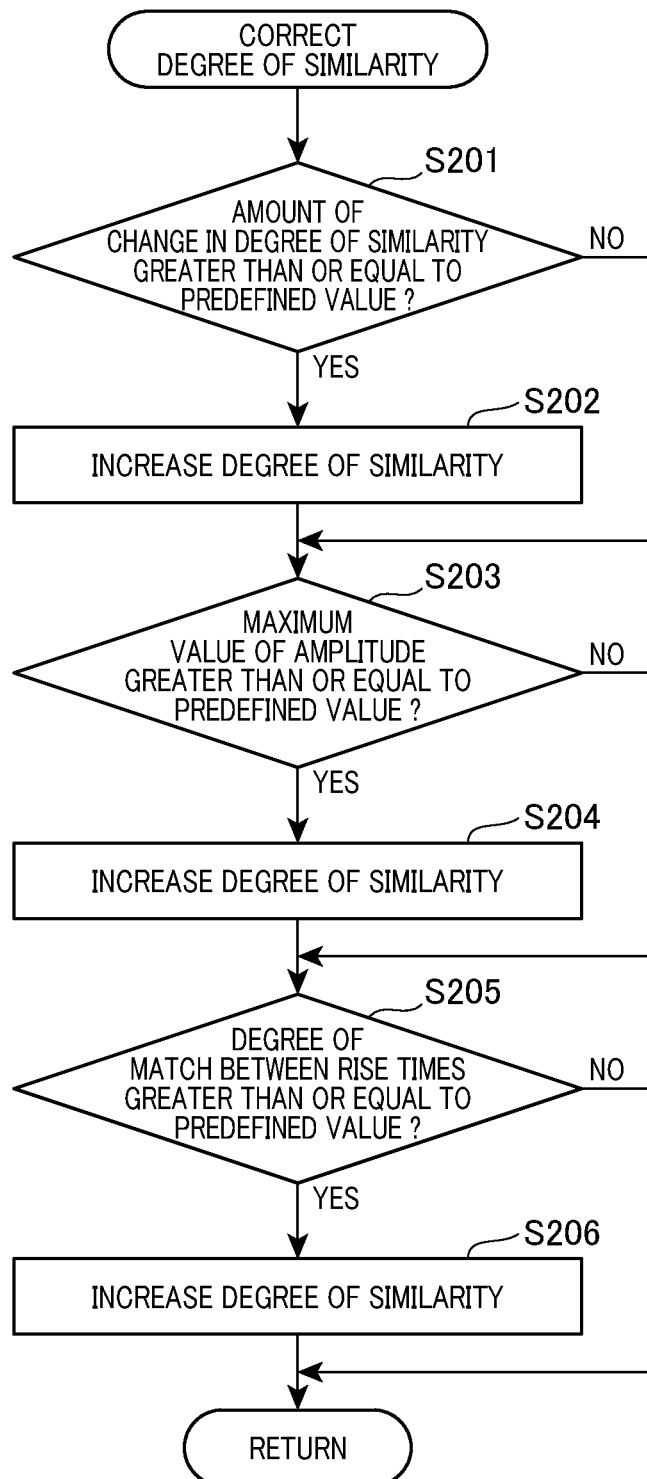 CORRECT
DEGREE OF SIMILARITY
S201
AMOUNT OF
CHANGE IN DEGREE OF SIMILARITY
GREATER THAN OR EQUAL TO
PREDEFINED VALUE ?
NO
YES
S202
INCREASE DEGREE OF SIMILARITY
S203
MAXIMUM
VALUE OF AMPLITUDE
GREATER THAN OR EQUAL TO
PREDEFINED VALUE ?
NO
YES
S204
INCREASE DEGREE OF SIMILARITY
S205
DEGREE OF
MATCH BETWEEN RISE TIMES
GREATER THAN OR EQUAL TO
PREDEFINED VALUE ?
NO
YES
S206
INCREASE DEGREE OF SIMILARITY
RETURN